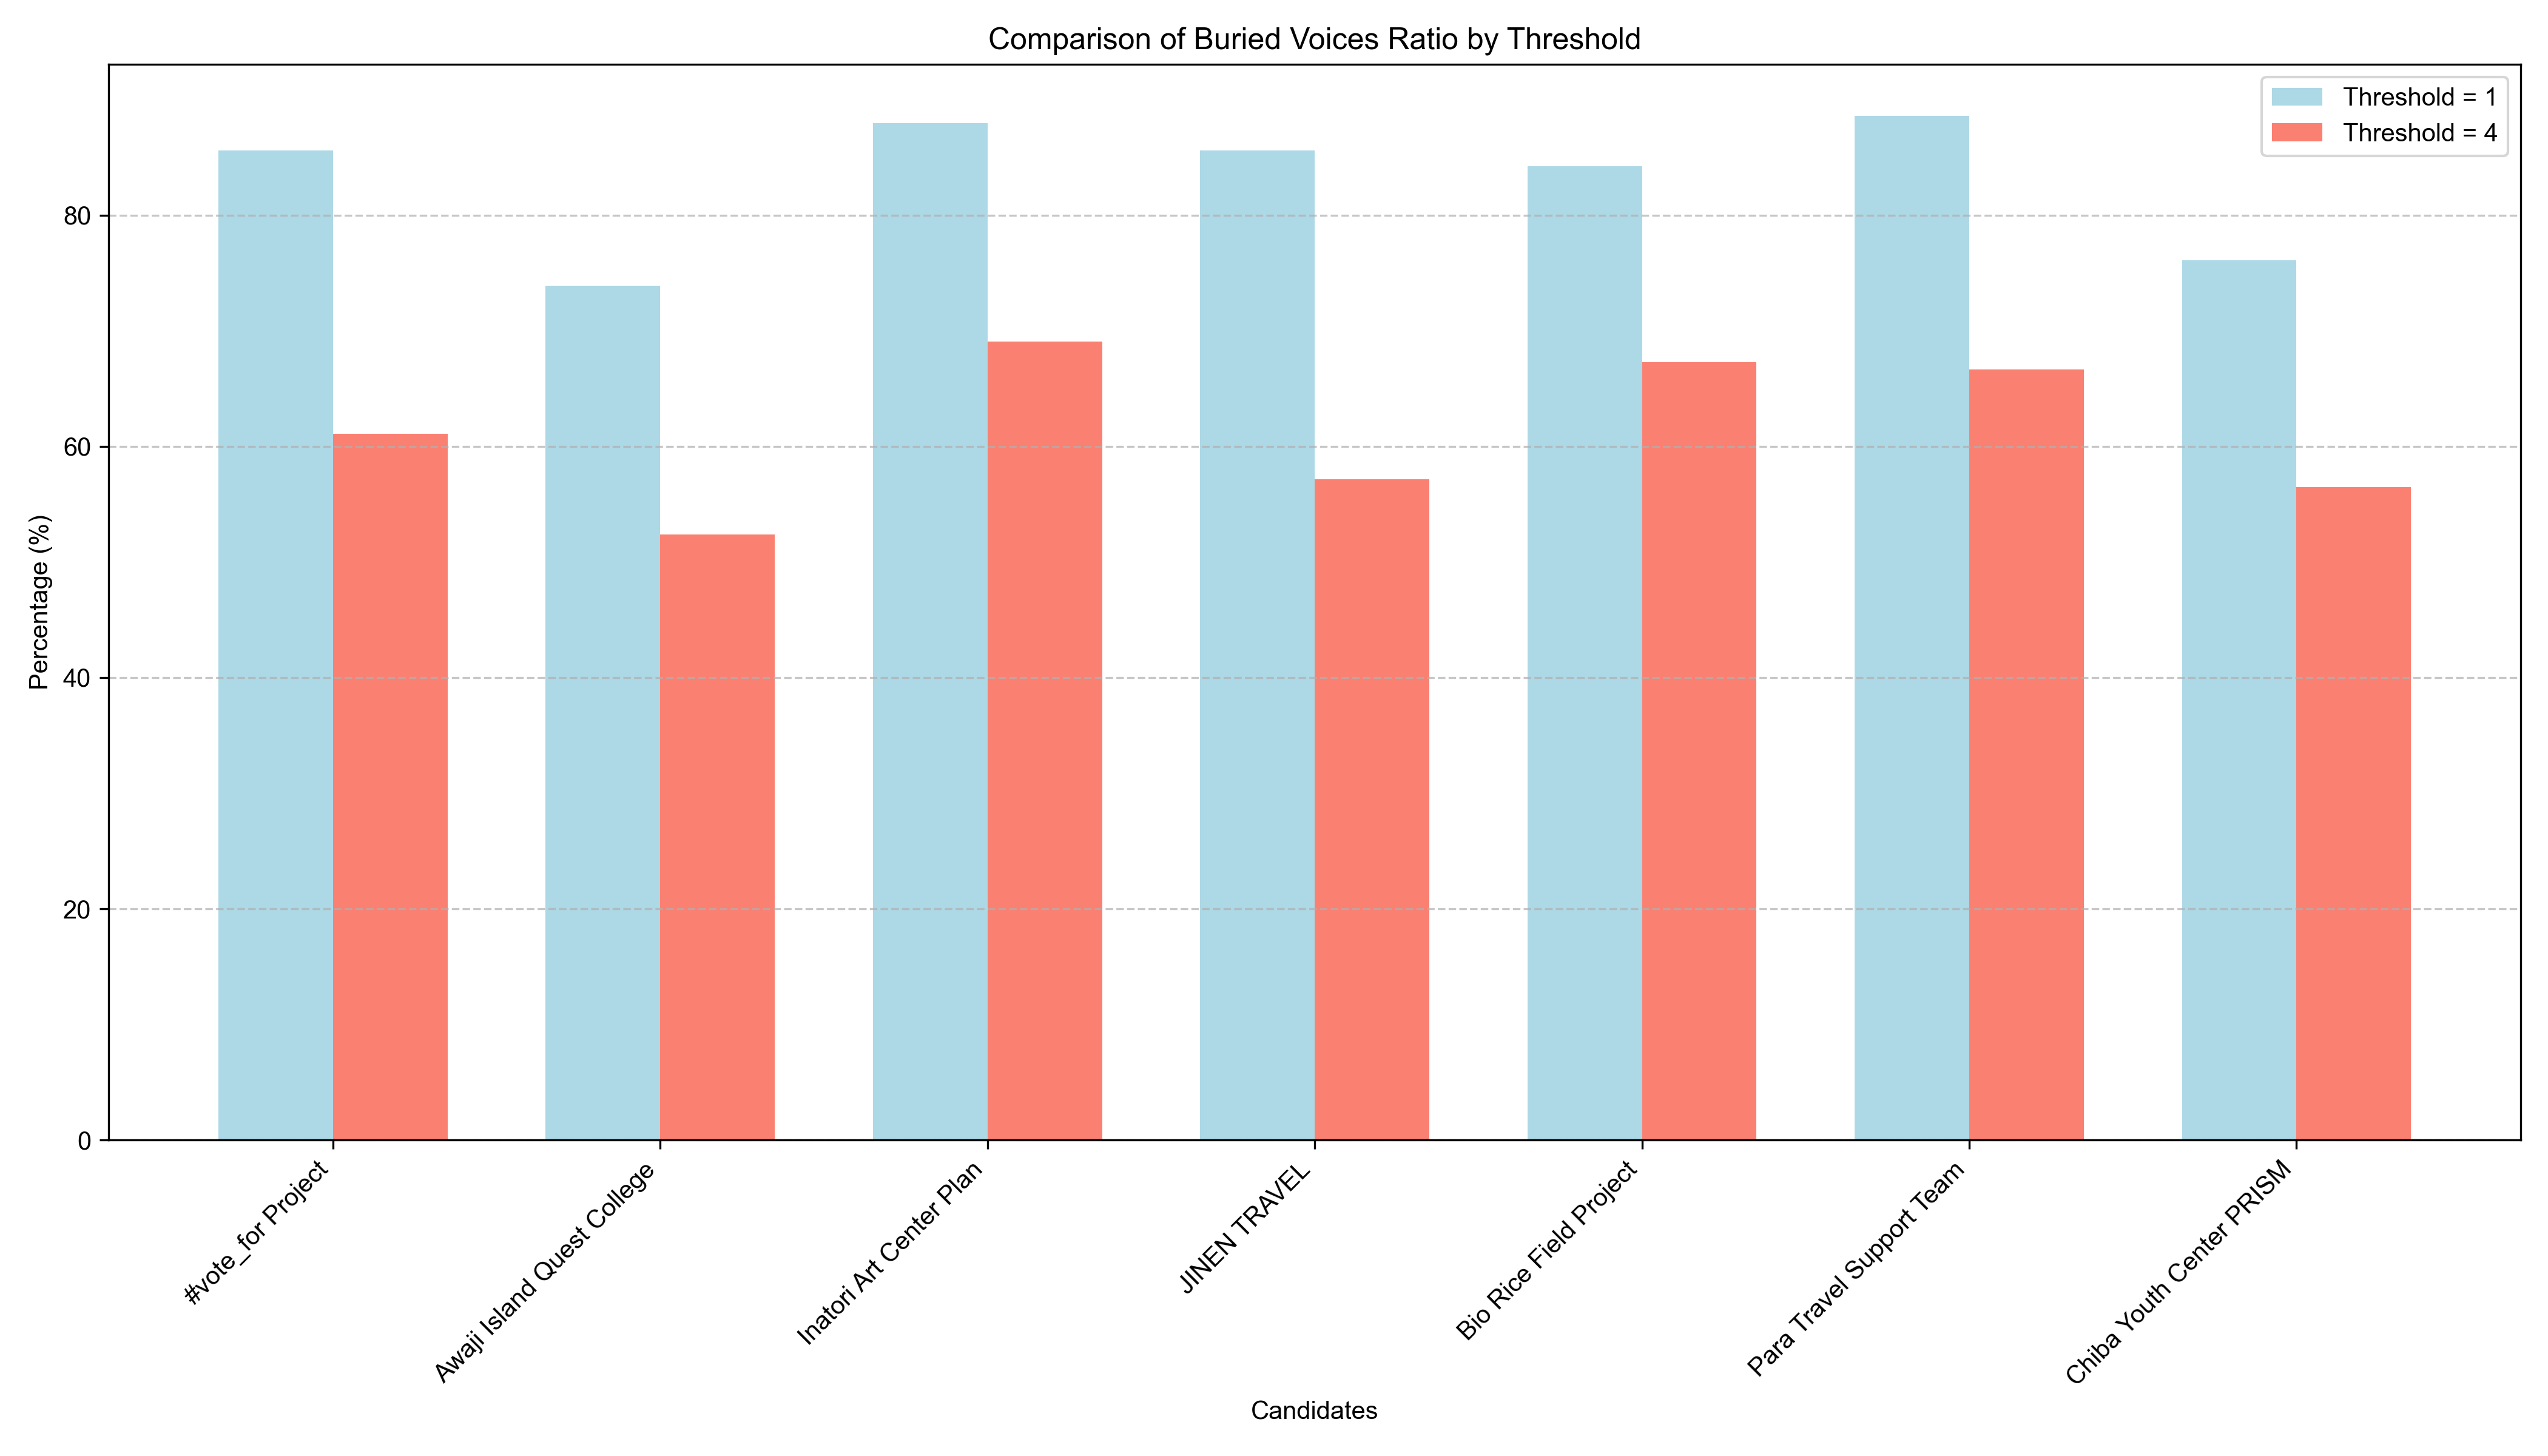 Comparison of Buried Voices Ratio by Threshold
Threshold = 1
Threshold = 4
Percentage (%)
80
60
40
20
0
#vote_for Project
Awaji Island Quest College
Inatori Art Center Plan
JINEN TRAVEL
Bio Rice Field Project
Para Travel Support Team
Chiba Youth Center PRISM
Candidates